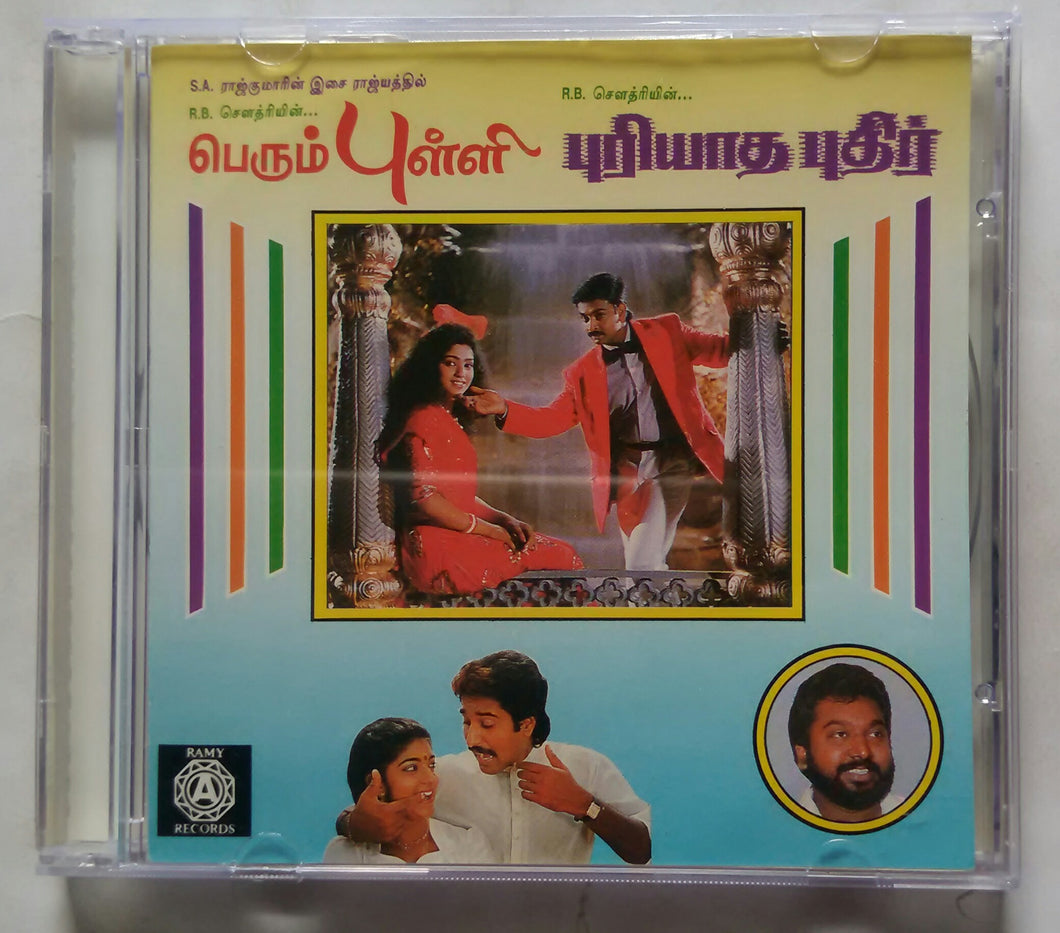 S.A. ராஜ்குமாரின் இசை ராஜ்யத்தில்
R.B. சௌத்ரியின்...
பெரும் புள்ளி
R.B. சௌத்ரியின்...
புரியாத புதிர்
RAMY
A
RECORDS